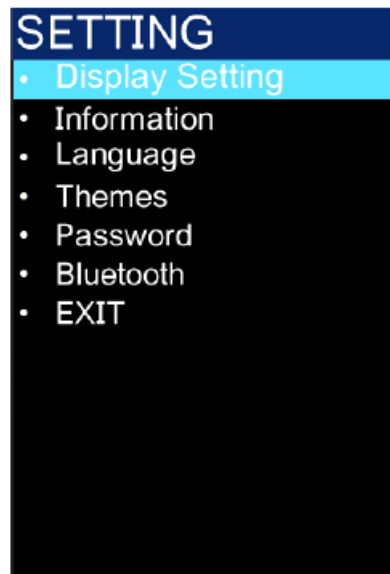 SETTING
• Display Setting
• Information
• Language
• Themes
• Password
• Bluetooth
• EXIT